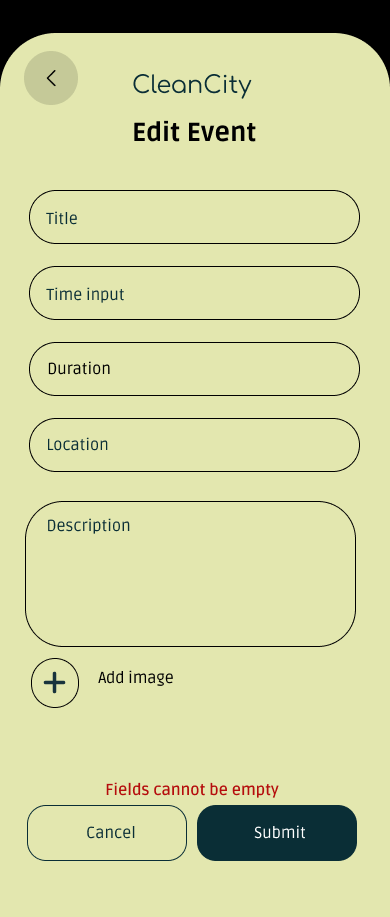 CleanCity
Edit Event
Title
Time input
Duration
Location
Description
Add image
Fields cannot be empty
Cancel
Submit